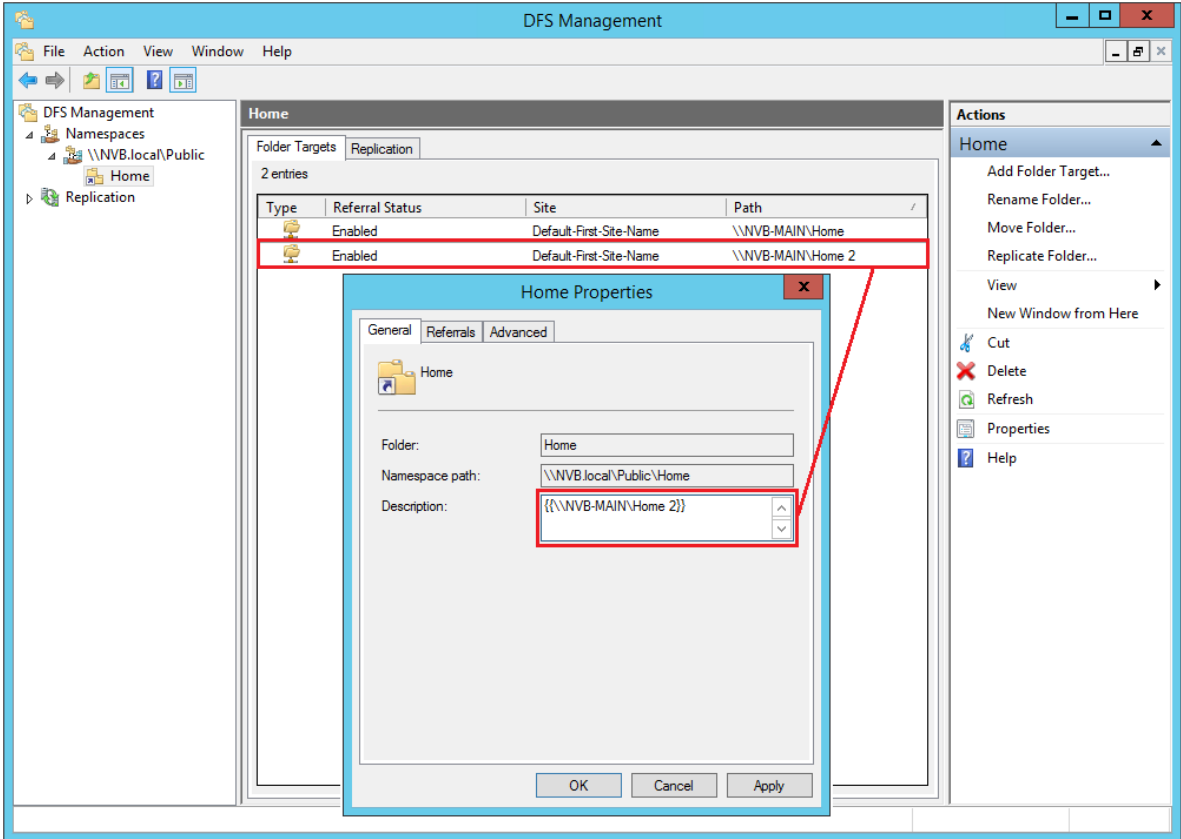 DFS Management
File Action View Window Help
DFS Management
Namespaces
\\NVB.local\Public
Home
Replication
Home
Folder Targets Replication
2 entries
Type Referral Status Site Path
Enabled Default-First-Site-Name \\NVB-MAIN\Home
Enabled Default-First-Site-Name \\NVB-MAIN\Home 2
Home Properties
General Referrals Advanced
Home
Folder: Home
Namespace path: \\NVB.local\Public\Home
Description: {{\\NVB-MAIN\Home 2}}
OK Cancel Apply
Actions
Home
Add Folder Target...
Rename Folder...
Move Folder...
Replicate Folder...
View
New Window from Here
Cut
Delete
Refresh
Properties
Help